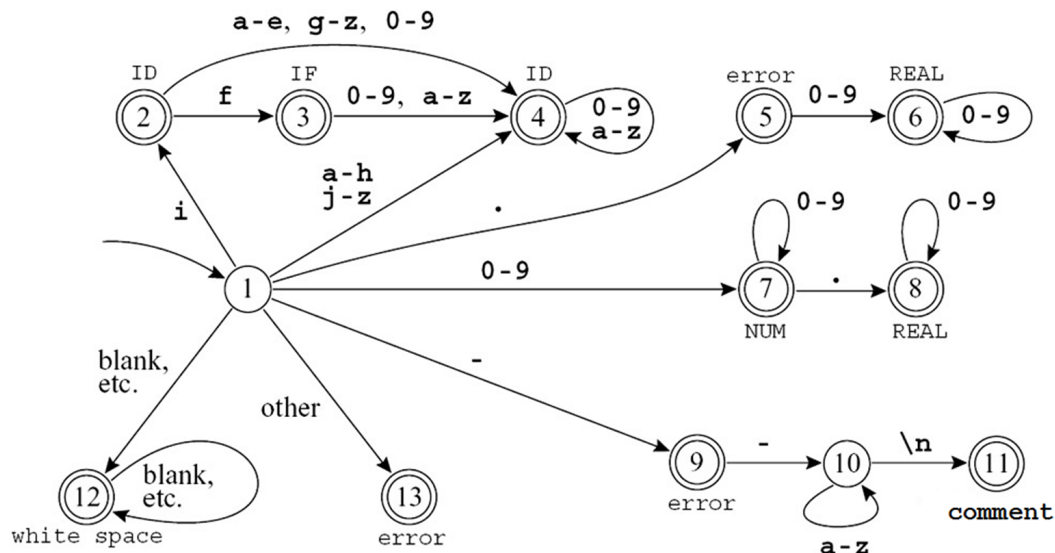 a-e, g-z, 0-9
ID
IF
ID
error
REAL
2
f
3
0-9, a-z
4
0-9
a-z
5
0-9
6
0-9
a-h
j-z
i
.
0-9
0-9
1
0-9
7
.
8
NUM
REAL
blank,
etc.
-
other
12
blank,
etc.
13
9
-
10
\n
11
white space
error
error
comment
a-z